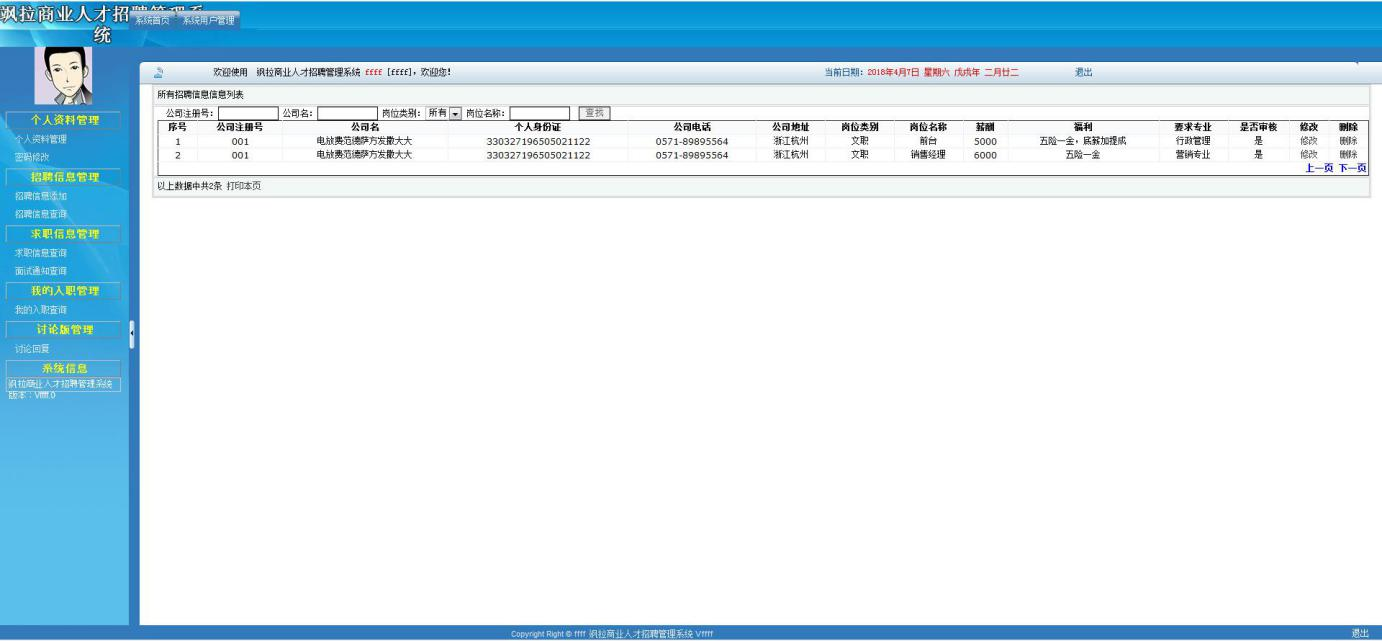 飒拉商业人才招聘管理系
统
系统首页 系统用户管理
欢迎使用 飒拉商业人才招聘管理系统 ffff [ffff]，欢迎您！
当前日期：2018年4月7日 星期六 戊戌年 二月廿二
退出
个人资料管理
个人资料管理
密码修改
招聘信息管理
招聘信息添加
招聘信息查询
求职信息管理
求职信息查询
面试通知查询
我的入职管理
我的入职查询
讨论版管理
讨论回复
系统信息
飒拉商业人才招聘管理系统
版本：Vffff.0
所有招聘信息信息列表
公司注册号： 公司名： 岗位类别：所有 岗位名称： 查找
序号 公司注册号 公司名 个人身份证 公司电话 公司地址 岗位类别 岗位名称 薪酬 福利 要求专业 是否审核 修改 删除
1 001 电放费范德萨方发撒大大 330327196505021122 0571-89895564 浙江杭州 文职 前台 5000 五险一金，底薪加提成 行政管理 是 修改 删除
2 001 电放费范德萨方发撒大大 330327196505021122 0571-89895564 浙江杭州 文职 销售经理 6000 五险一金 营销专业 是 修改 删除
上一页 下一页
以上数据中共2条 打印本页
Copyright Right © ffff 飒拉商业人才招聘管理系统 Vffff
退出